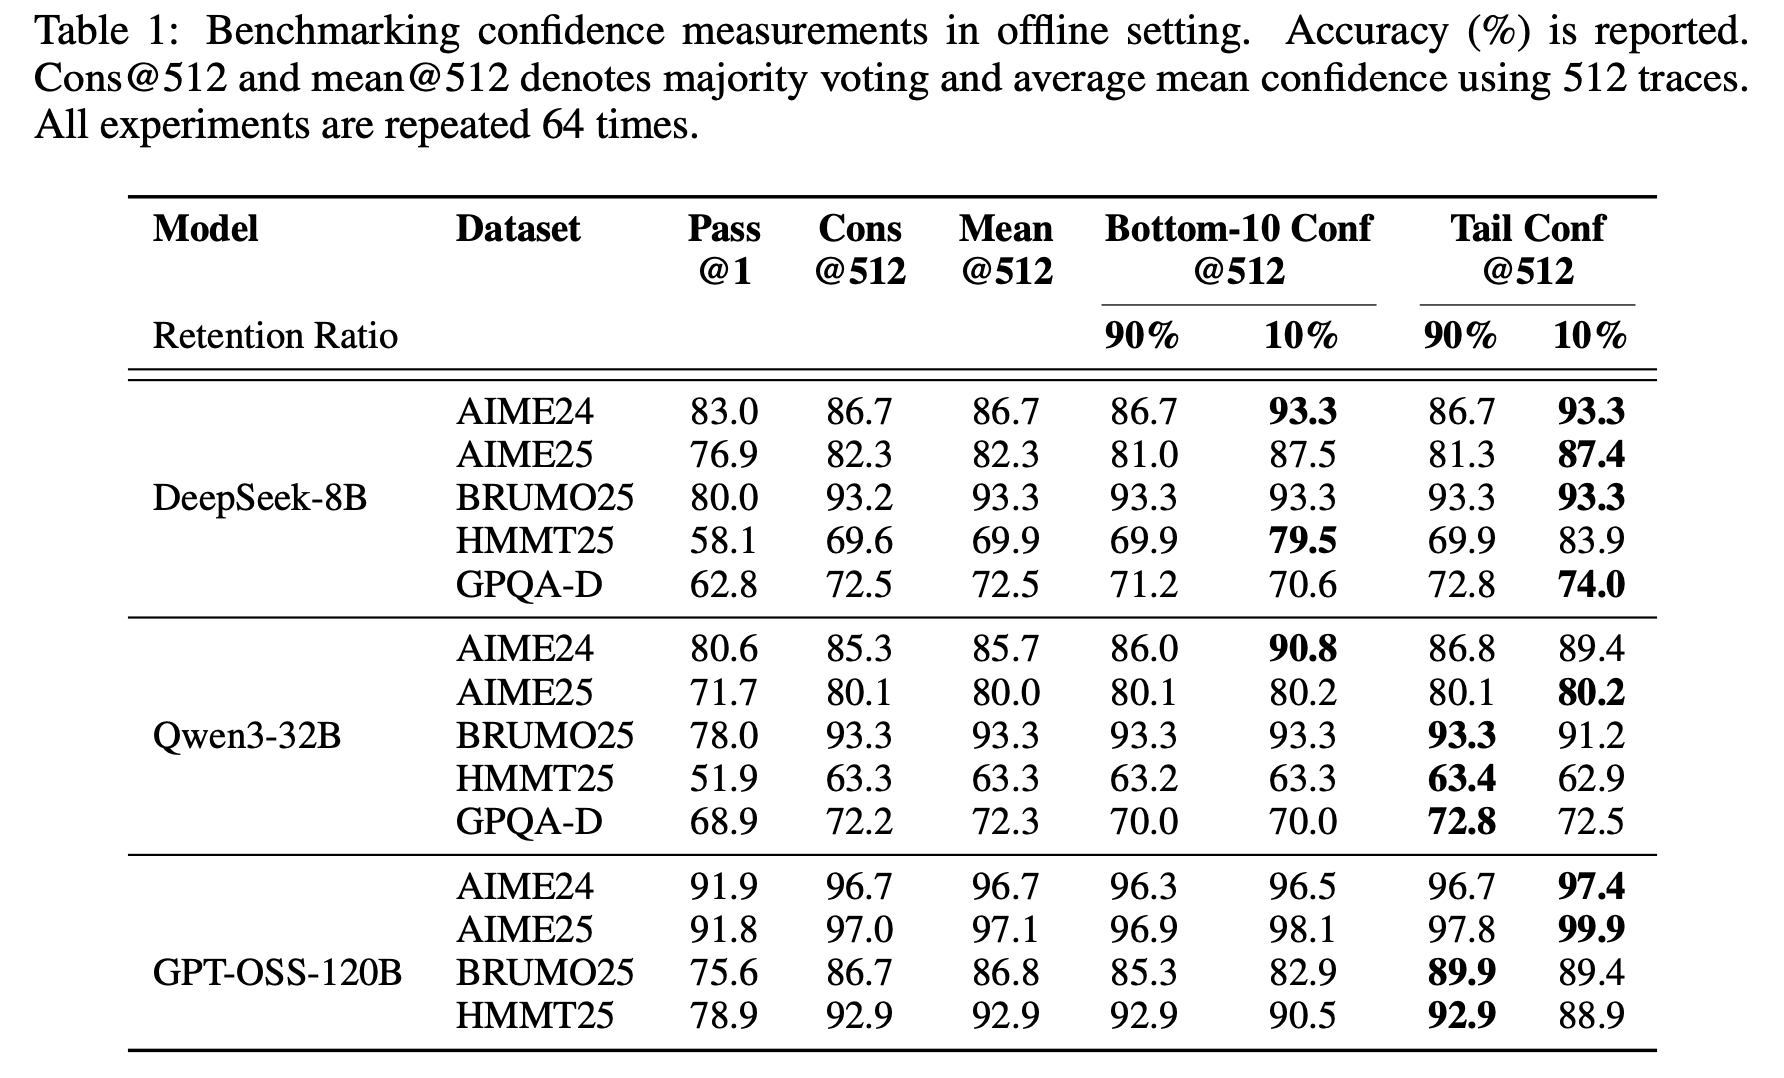 Table 1: Benchmarking confidence measurements in offline setting. Accuracy (%) is reported.
Cons@512 and mean@512 denotes majority voting and average mean confidence using 512 traces.
All experiments are repeated 64 times.
Model Dataset Pass Cons Mean Bottom-10 Conf Tail Conf
@1 @512 @512 @512 @512
Retention Ratio 90% 10% 90% 10%
AIME24 83.0 86.7 86.7 86.7 93.3 86.7 93.3
AIME25 76.9 82.3 82.3 81.0 87.5 81.3 87.4
DeepSeek-8B BRUMO25 80.0 93.2 93.3 93.3 93.3 93.3 93.3
HMMT25 58.1 69.6 69.9 69.9 79.5 69.9 83.9
GPQA-D 62.8 72.5 72.5 71.2 70.6 72.8 74.0
AIME24 80.6 85.3 85.7 86.0 90.8 86.8 89.4
AIME25 71.7 80.1 80.0 80.1 80.2 80.1 80.2
Qwen3-32B BRUMO25 78.0 93.3 93.3 93.3 93.3 93.3 91.2
HMMT25 51.9 63.3 63.3 63.2 63.3 63.4 62.9
GPQA-D 68.9 72.2 72.3 70.0 70.0 72.8 72.5
AIME24 91.9 96.7 96.7 96.3 96.5 96.7 97.4
AIME25 91.8 97.0 97.1 96.9 98.1 97.8 99.9
GPT-OSS-120B BRUMO25 75.6 86.7 86.8 85.3 82.9 89.9 89.4
HMMT25 78.9 92.9 92.9 92.9 90.5 92.9 88.9